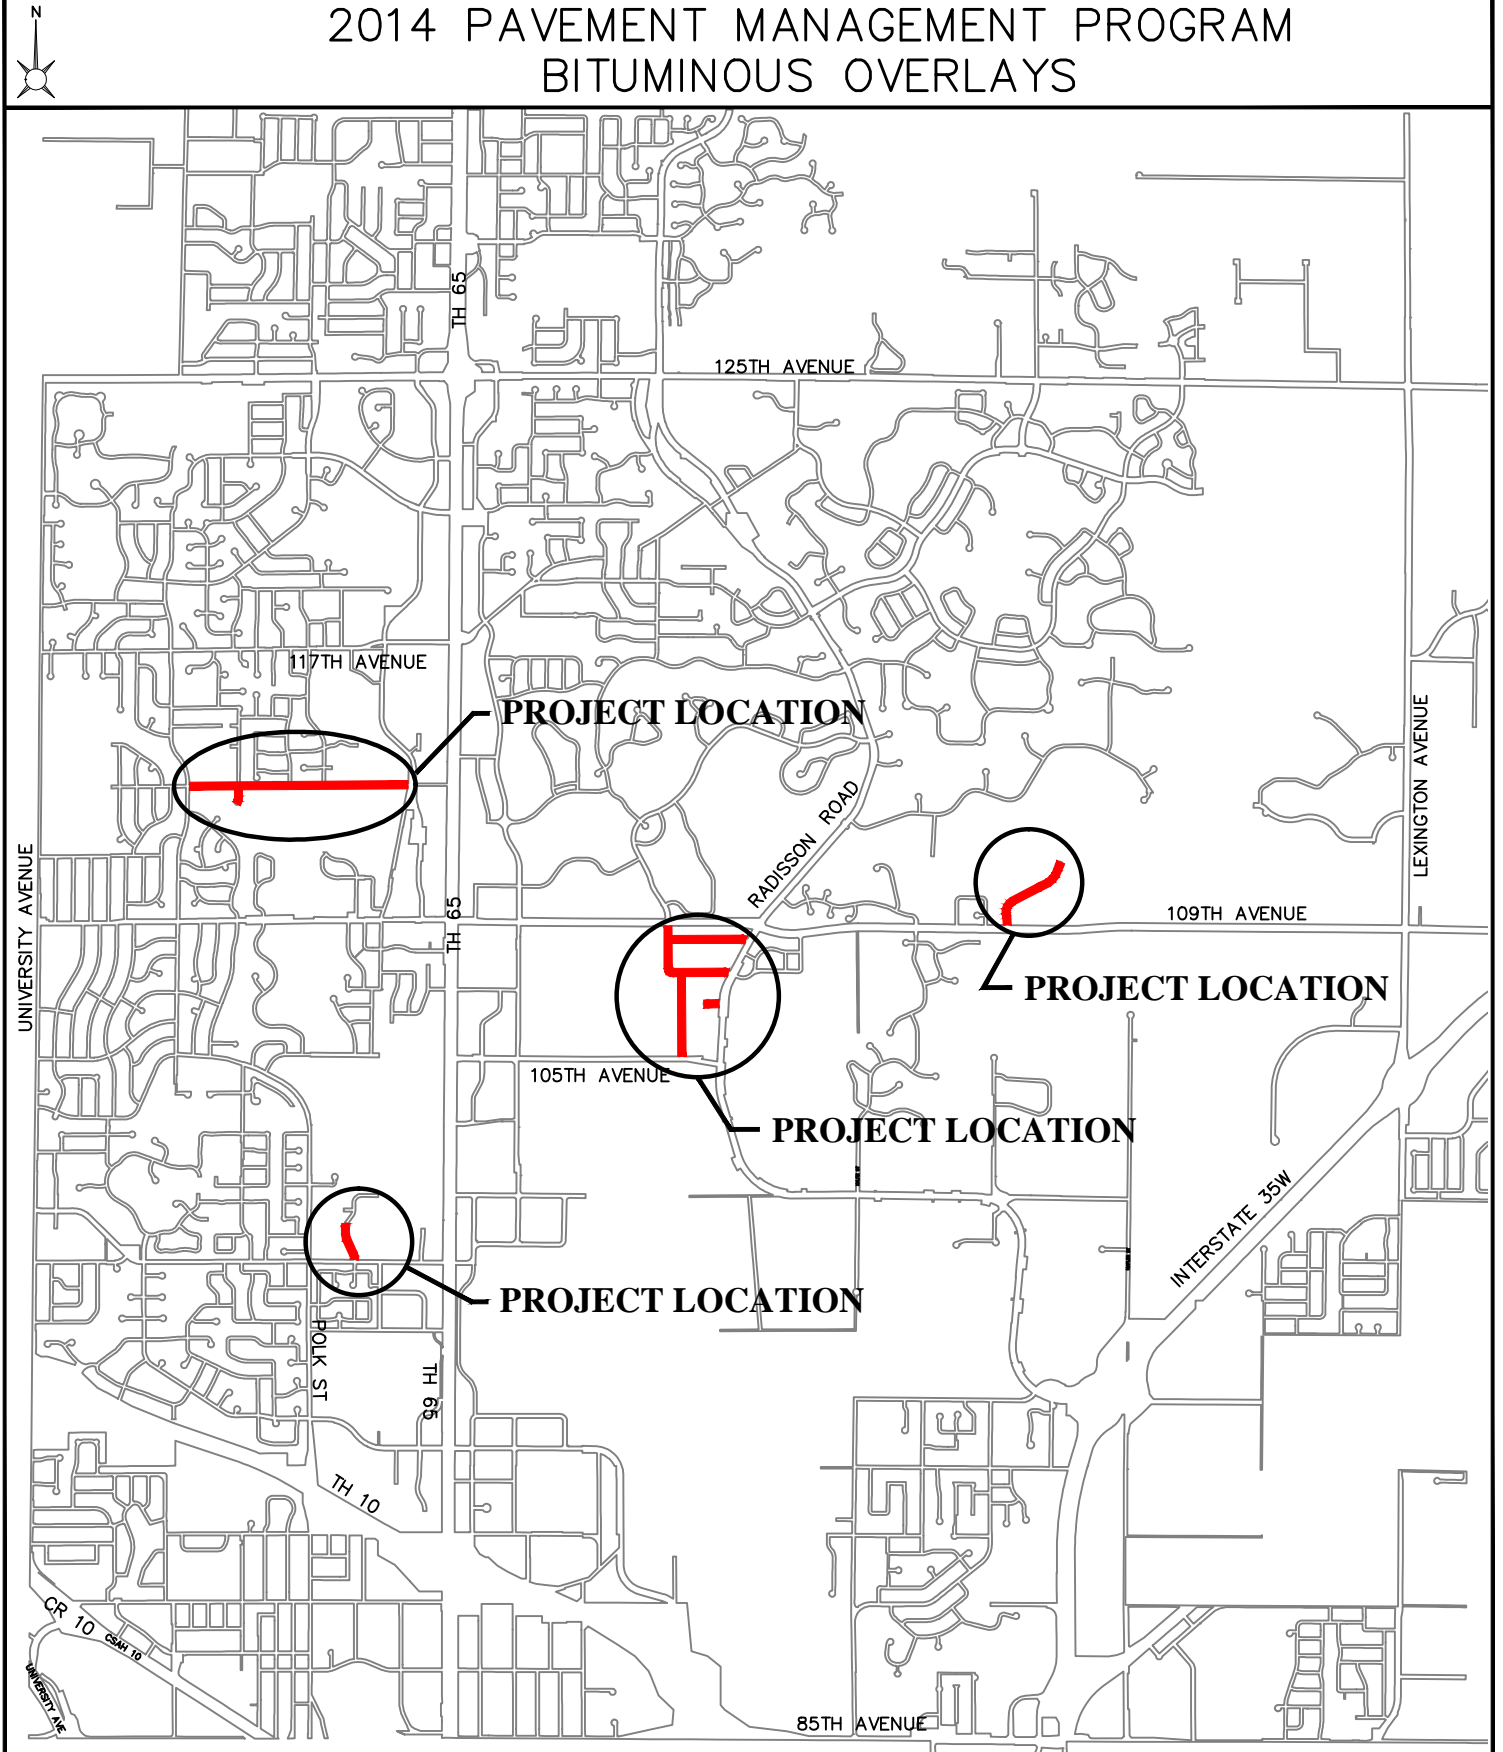 N
2014 PAVEMENT MANAGEMENT PROGRAM
BITUMINOUS OVERLAYS
TH 65
125TH AVENUE
117TH AVENUE
PROJECT LOCATION
LEXINGTON AVENUE
RADISSON ROAD
UNIVERSITY AVENUE
TH 65
109TH AVENUE
PROJECT LOCATION
105TH AVENUE
PROJECT LOCATION
INTERSTATE 35W
PROJECT LOCATION
POLK ST
TH 65
TH 10
CR 10
CSAH 10
UNIVERSITY AVE
85TH AVENUE